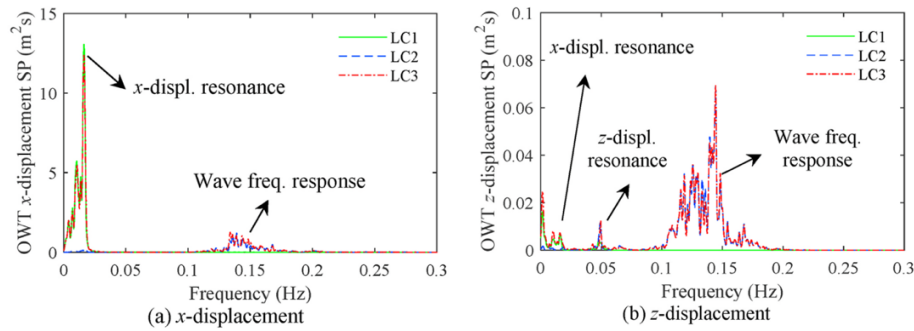 OWT x-displacement SP (m²s)
15
10
5
0
0
0.05
0.1
0.15
0.2
0.25
0.3
Frequency (Hz)
LC1
LC2
LC3
x-displ. resonance
Wave freq. response
(a) x-displacement
OWT z-displacement SP (m²s)
0.1
0.08
0.06
0.04
0.02
0
0
0.05
0.1
0.15
0.2
0.25
0.3
Frequency (Hz)
x-displ. resonance
LC1
LC2
LC3
z-displ.
resonance
Wave freq.
response
(b) z-displacement